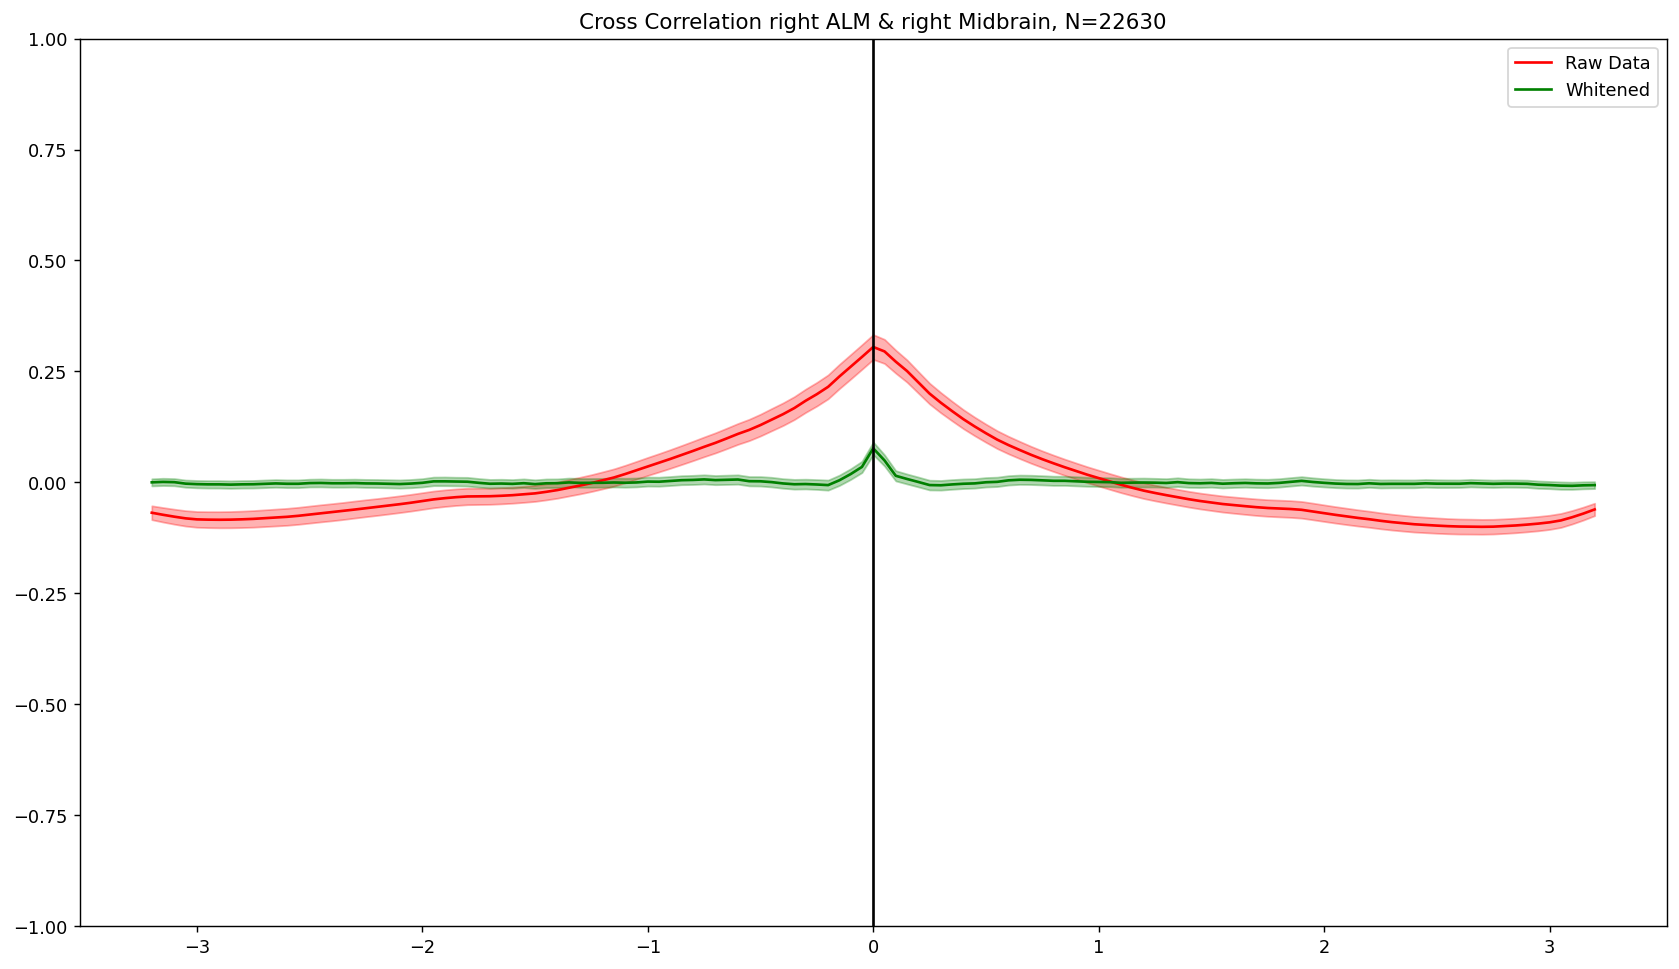 Cross Correlation right ALM & right Midbrain, N=22630
1.00
0.75
0.50
0.25
0.00
−0.25
−0.50
−0.75
−1.00
−3 −2 −1 0 1 2 3
Raw Data
Whitened